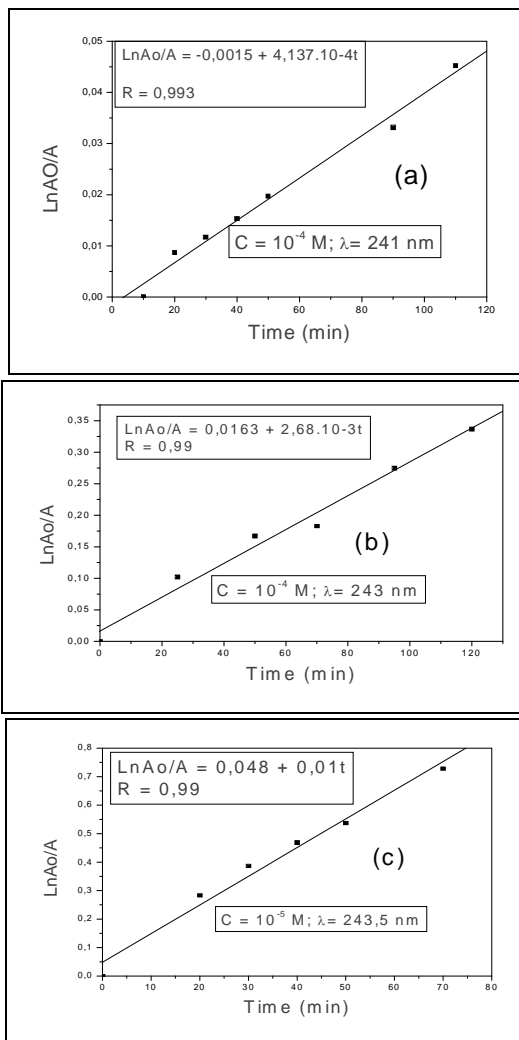 LnAo/A = -0,0015 + 4,137.10-4t
R = 0,993
0,05
0,04
0,03
0,02
0,01
0,00
LnAO/A
(a)
C = 10⁻⁴ M; λ= 241 nm
0 20 40 60 80 100 120
Time (min)
LnAo/A = 0,0163 + 2,68.10-3t
R = 0,99
0,35
0,30
0,25
0,20
0,15
0,10
0,05
0,00
LnAo/A
(b)
C = 10⁻⁴ M; λ= 243 nm
0 20 40 60 80 100 120
Time (min)
LnAo/A = 0,048 + 0,01t
R = 0,99
0,8
0,7
0,6
0,5
0,4
0,3
0,2
0,1
0,0
LnAo/A
(c)
C = 10⁻⁵ M; λ= 243,5 nm
0 10 20 30 40 50 60 70 80
Time (min)